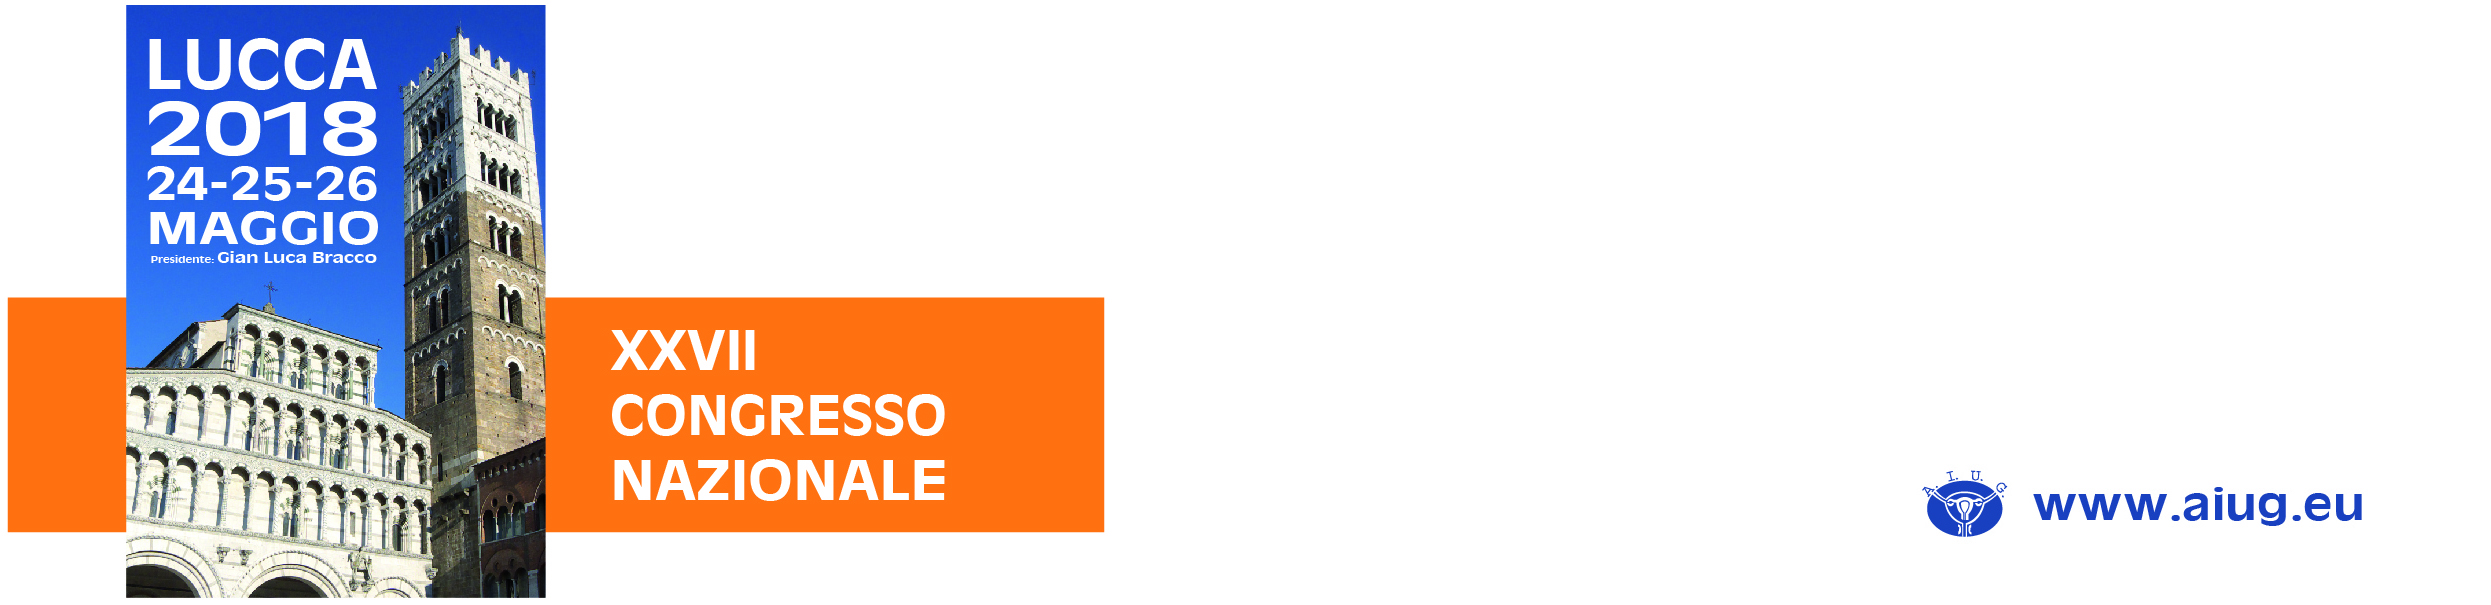 LUCCA
2018
24-25-26
MAGGIO
Presidente: Gian Luca Bracco
XXVII
CONGRESSO
NAZIONALE
A. I. U. G.
www.aiug.eu